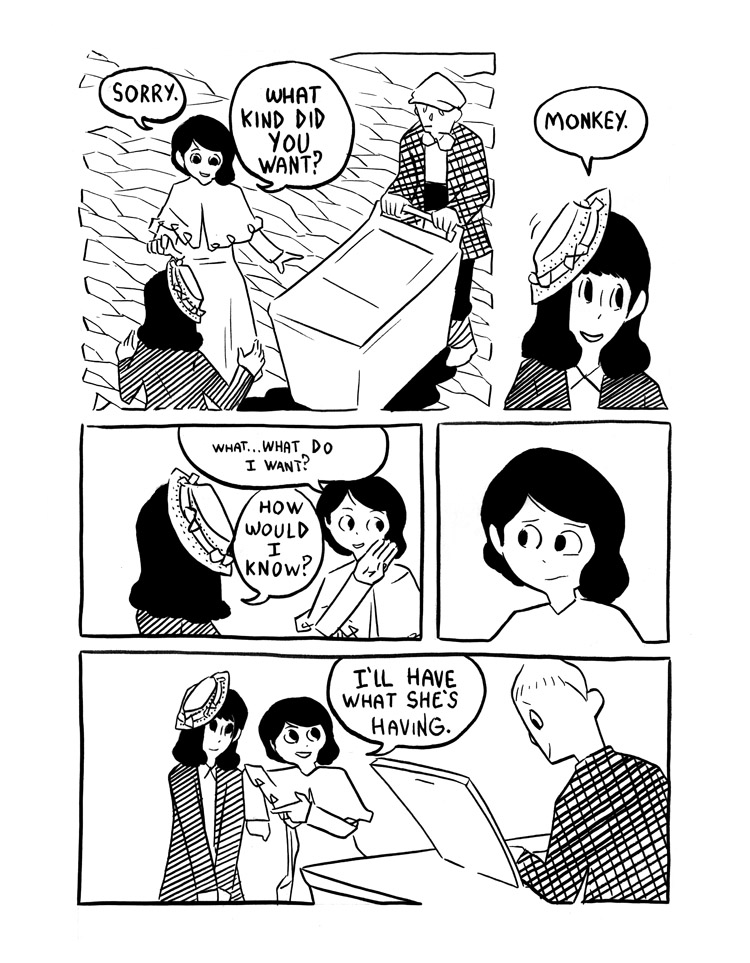 SORRY.
WHAT
KIND DID
YOU
WANT?
MONKEY.
WHAT...WHAT DO
I WANT?
HOW
WOULD
I
KNOW?
I'LL HAVE
WHAT SHE'S
HAVING.